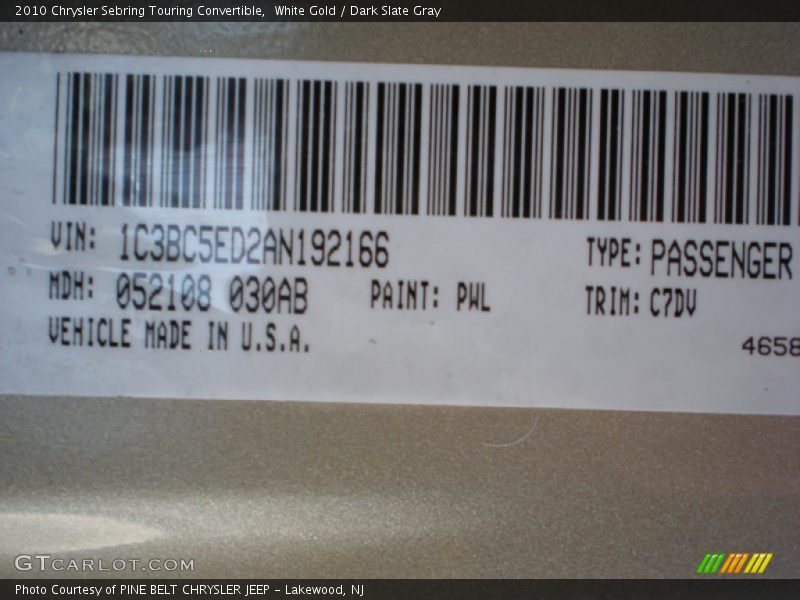 2010 Chrysler Sebring Touring Convertible,  White Gold / Dark Slate Gray
VIN: 1C3BC5ED2AN192166 TYPE: PASSENGER
MDH: 052108 030AB PAINT: PWL TRIM: C7DV
VEHICLE MADE IN U.S.A.
4658
GTCARLOT.COM
Photo Courtesy of PINE BELT CHRYSLER JEEP - Lakewood, NJ